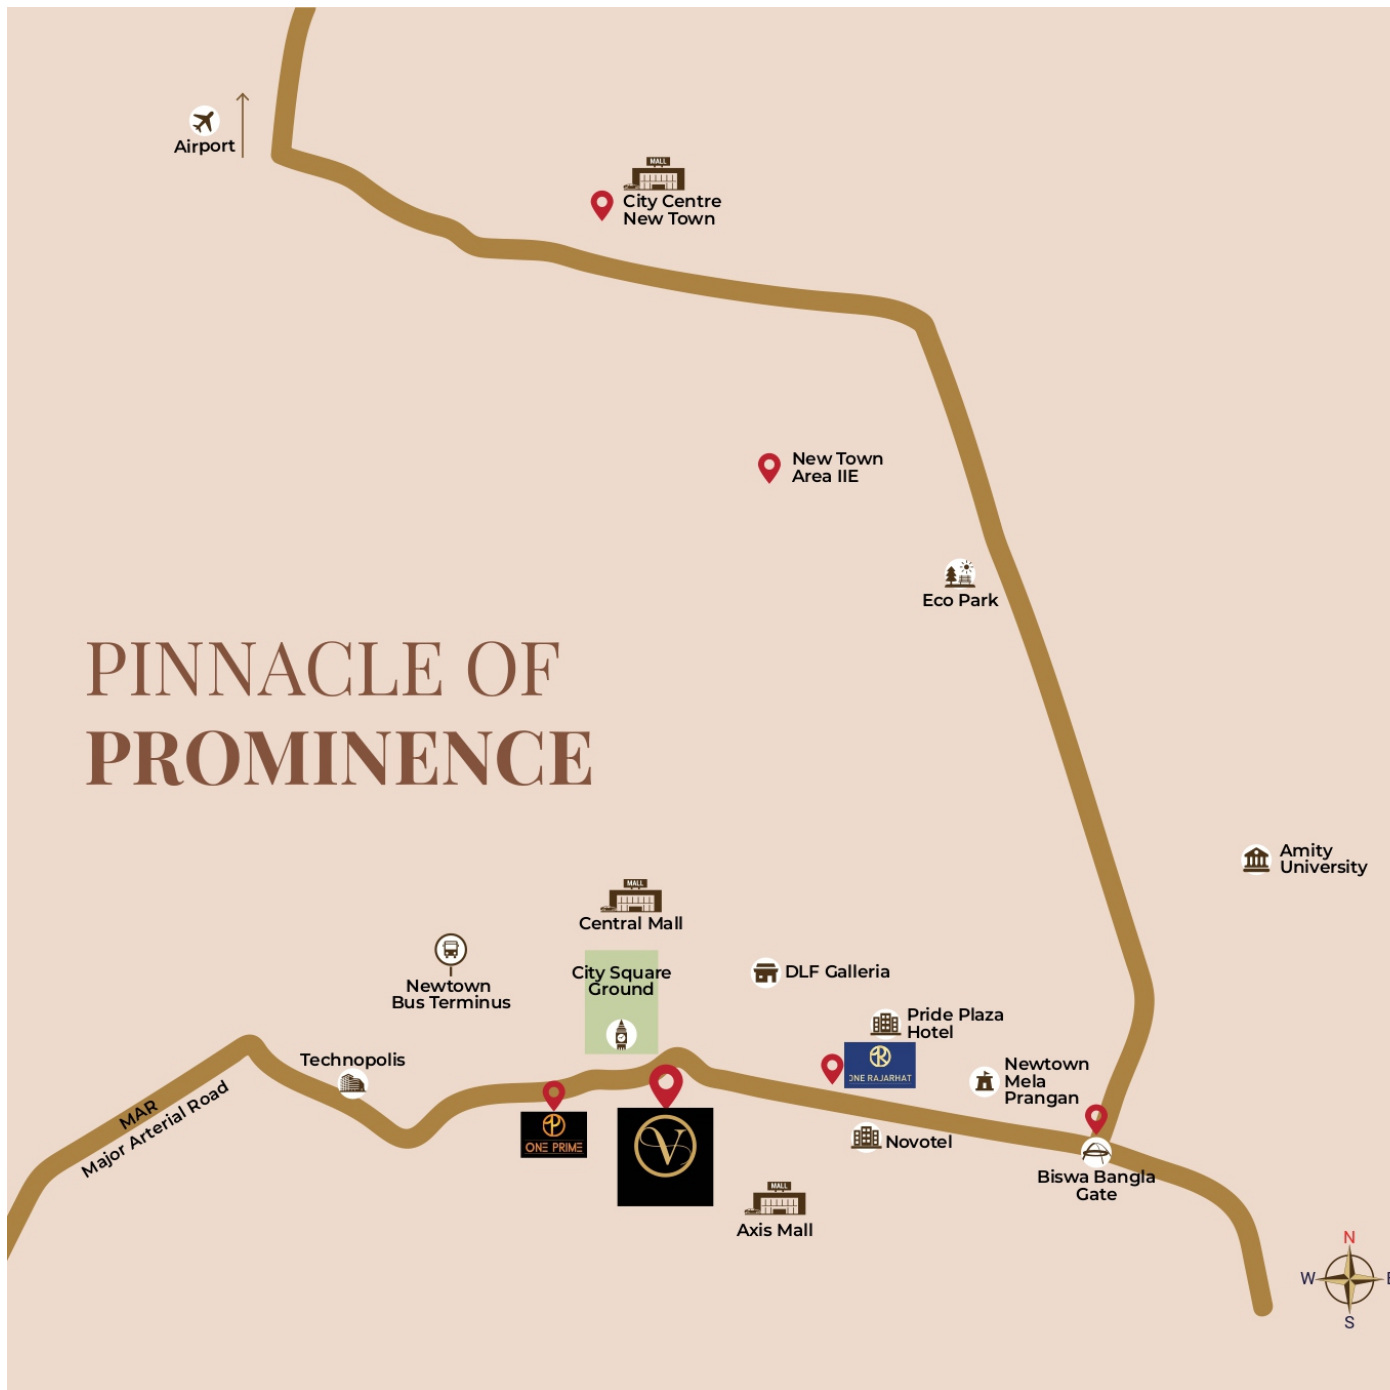 Airport
MALL
City Centre
New Town
New Town
Area IIE
Eco Park
PINNACLE OF
PROMINENCE
Amity
University
MALL
Central Mall
Newtown
Bus Terminus
City Square
Ground
DLF Galleria
Pride Plaza
Hotel
ONE RAJARHAT
Technopolis
Newtown
Mela
Prangan
MAR
Major Arterial Road
ONE PRIME
V
Novotel
Biswa Bangla
Gate
MALL
Axis Mall
N
W
E
S